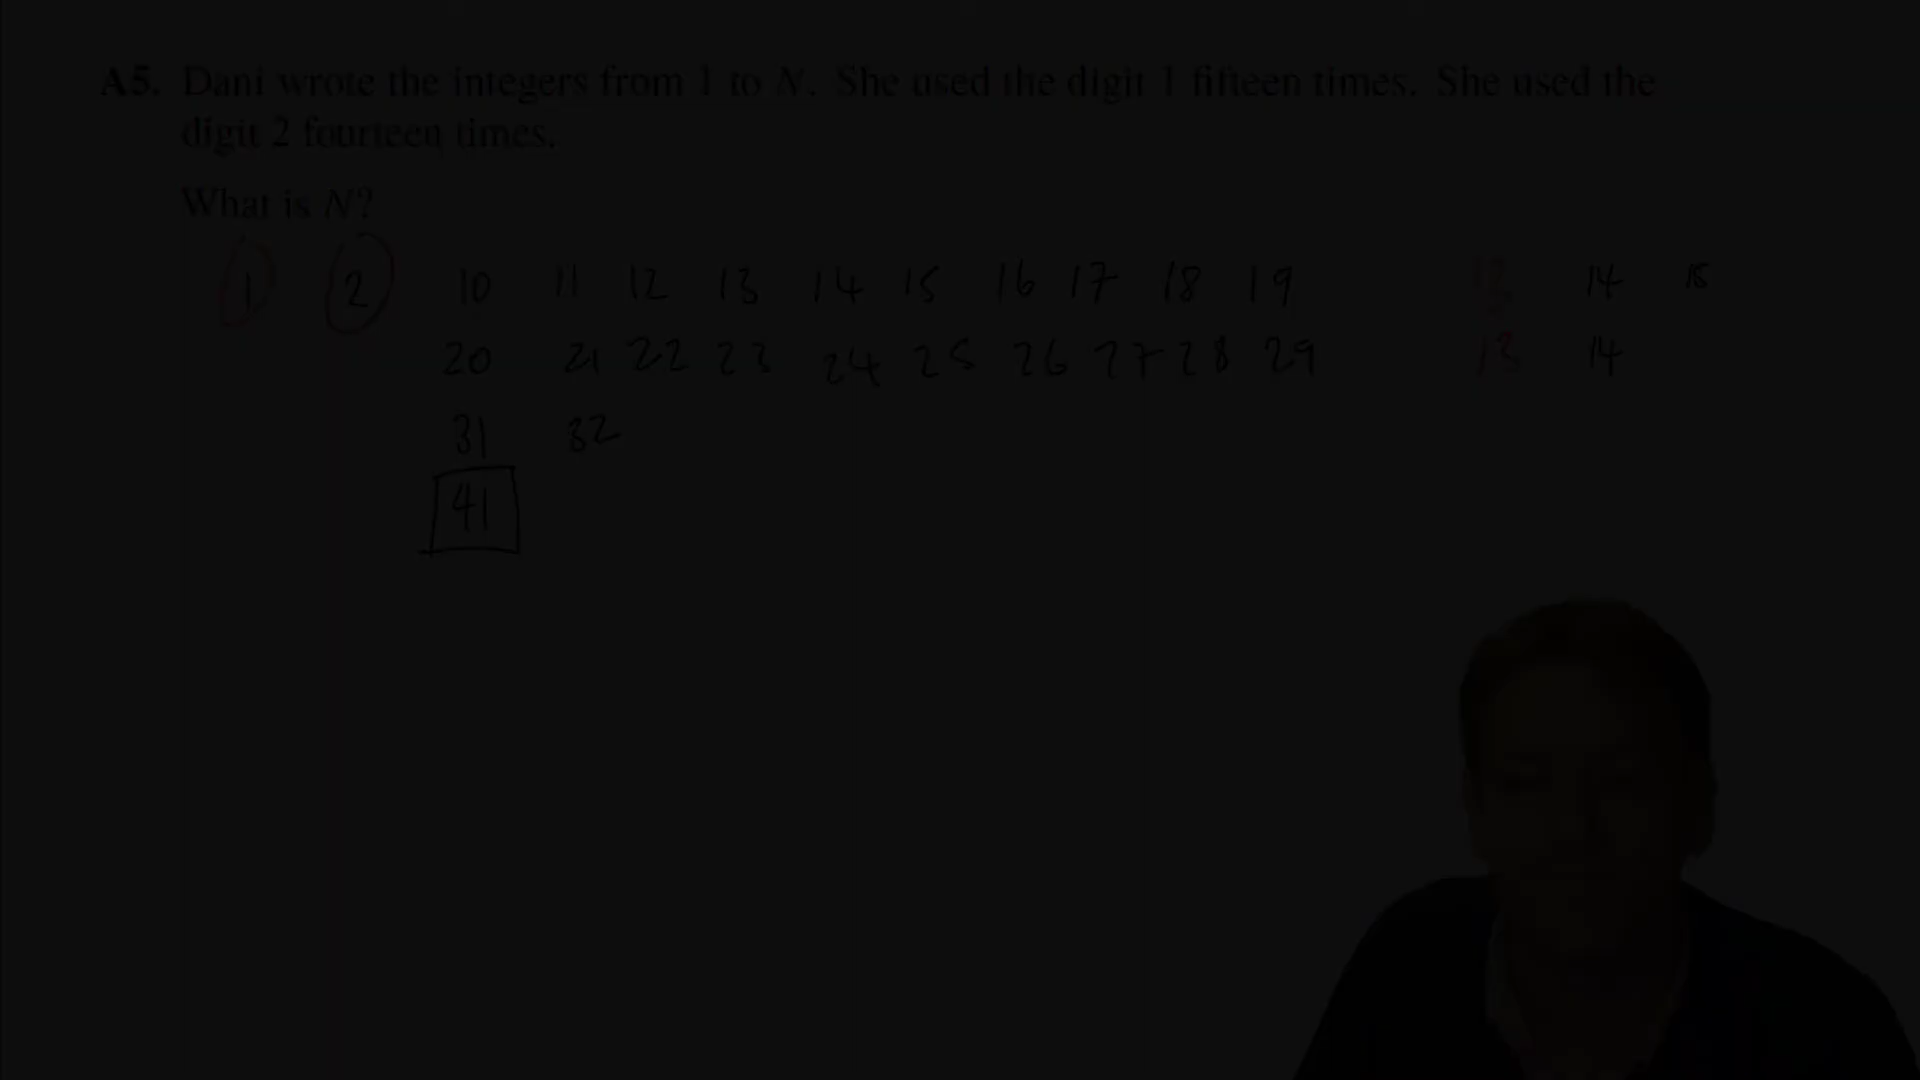 A5. Dani wrote the integers from 1 to N. She used the digit 1 fifteen times. She used the
digit 2 fourteen times.
What is N?
1 2 10 11 12 13 14 15 16 17 18 19 14 15
20 21 22 23 24 25 26 27 28 29 13 14
31 32
41